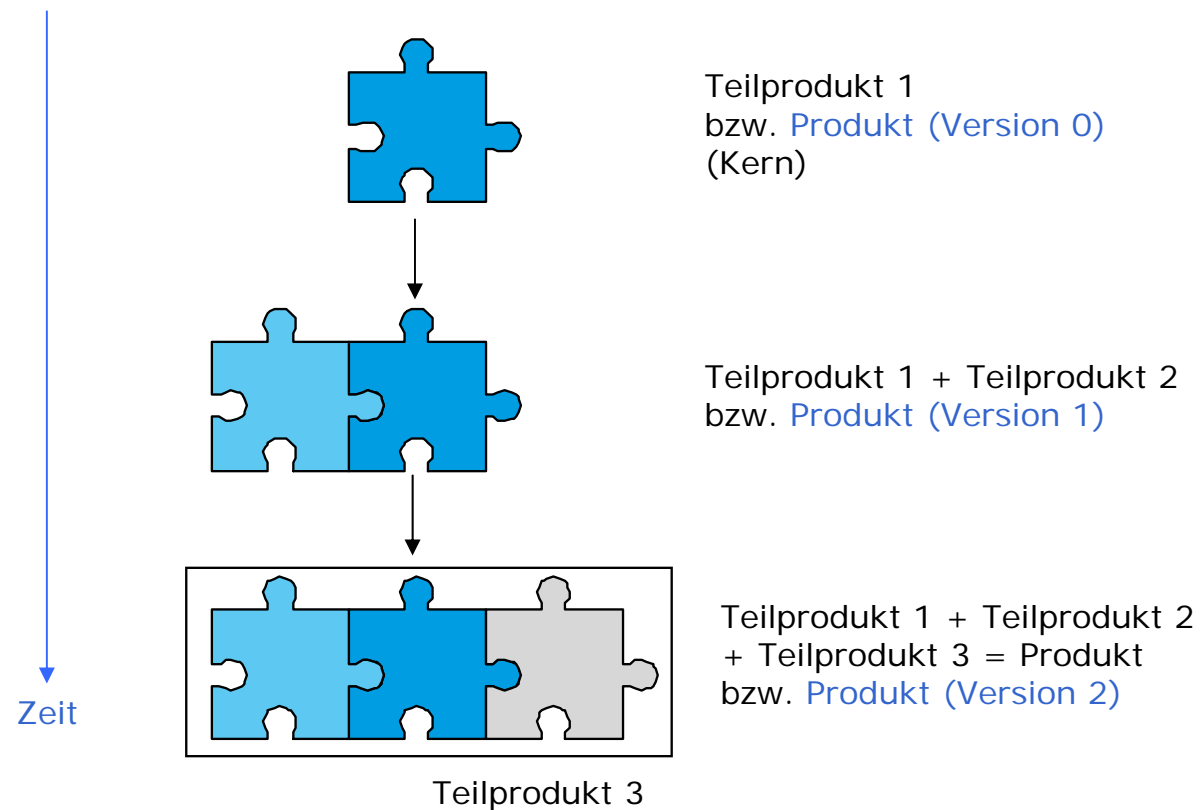 Teilprodukt 1
bzw. Produkt (Version 0)
(Kern)
Teilprodukt 1 + Teilprodukt 2
bzw. Produkt (Version 1)
Teilprodukt 1 + Teilprodukt 2
+ Teilprodukt 3 = Produkt
bzw. Produkt (Version 2)
Zeit
Teilprodukt 3